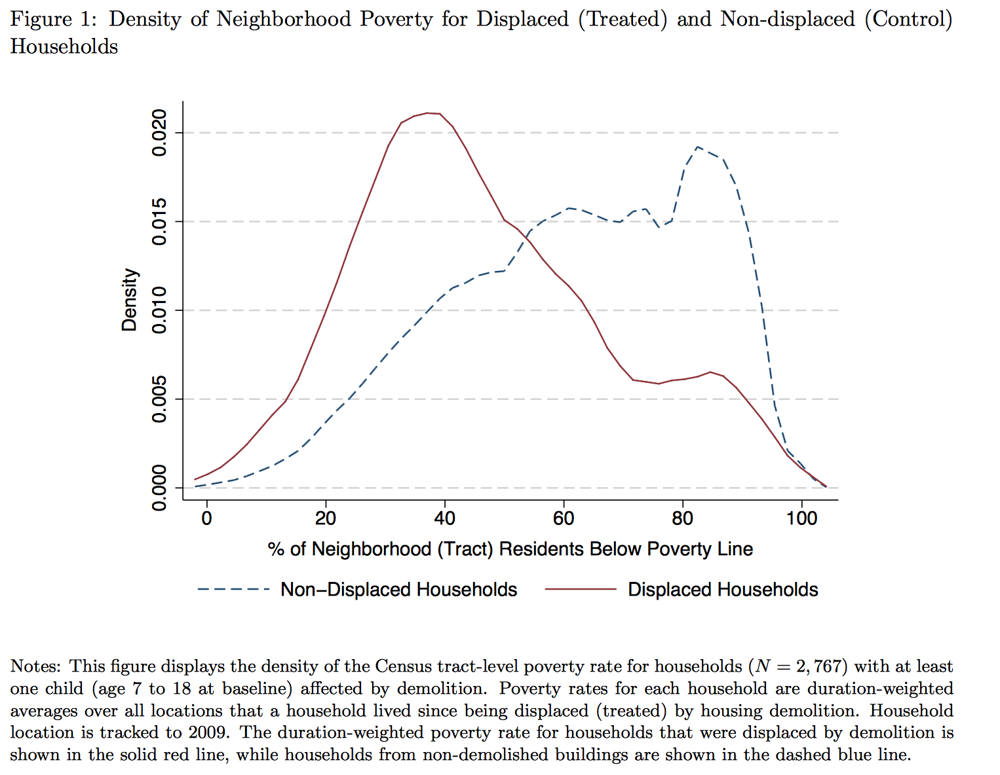 Figure 1: Density of Neighborhood Poverty for Displaced (Treated) and Non-displaced (Control)
Households
0.020
0.015
0.010
0.005
0.000
Density
0 20 40 60 80 100
% of Neighborhood (Tract) Residents Below Poverty Line
Non−Displaced Households Displaced Households
Notes: This figure displays the density of the Census tract-level poverty rate for households (N = 2, 767) with at least
one child (age 7 to 18 at baseline) affected by demolition. Poverty rates for each household are duration-weighted
averages over all locations that a household lived since being displaced (treated) by housing demolition. Household
location is tracked to 2009. The duration-weighted poverty rate for households that were displaced by demolition is
shown in the solid red line, while households from non-demolished buildings are shown in the dashed blue line.